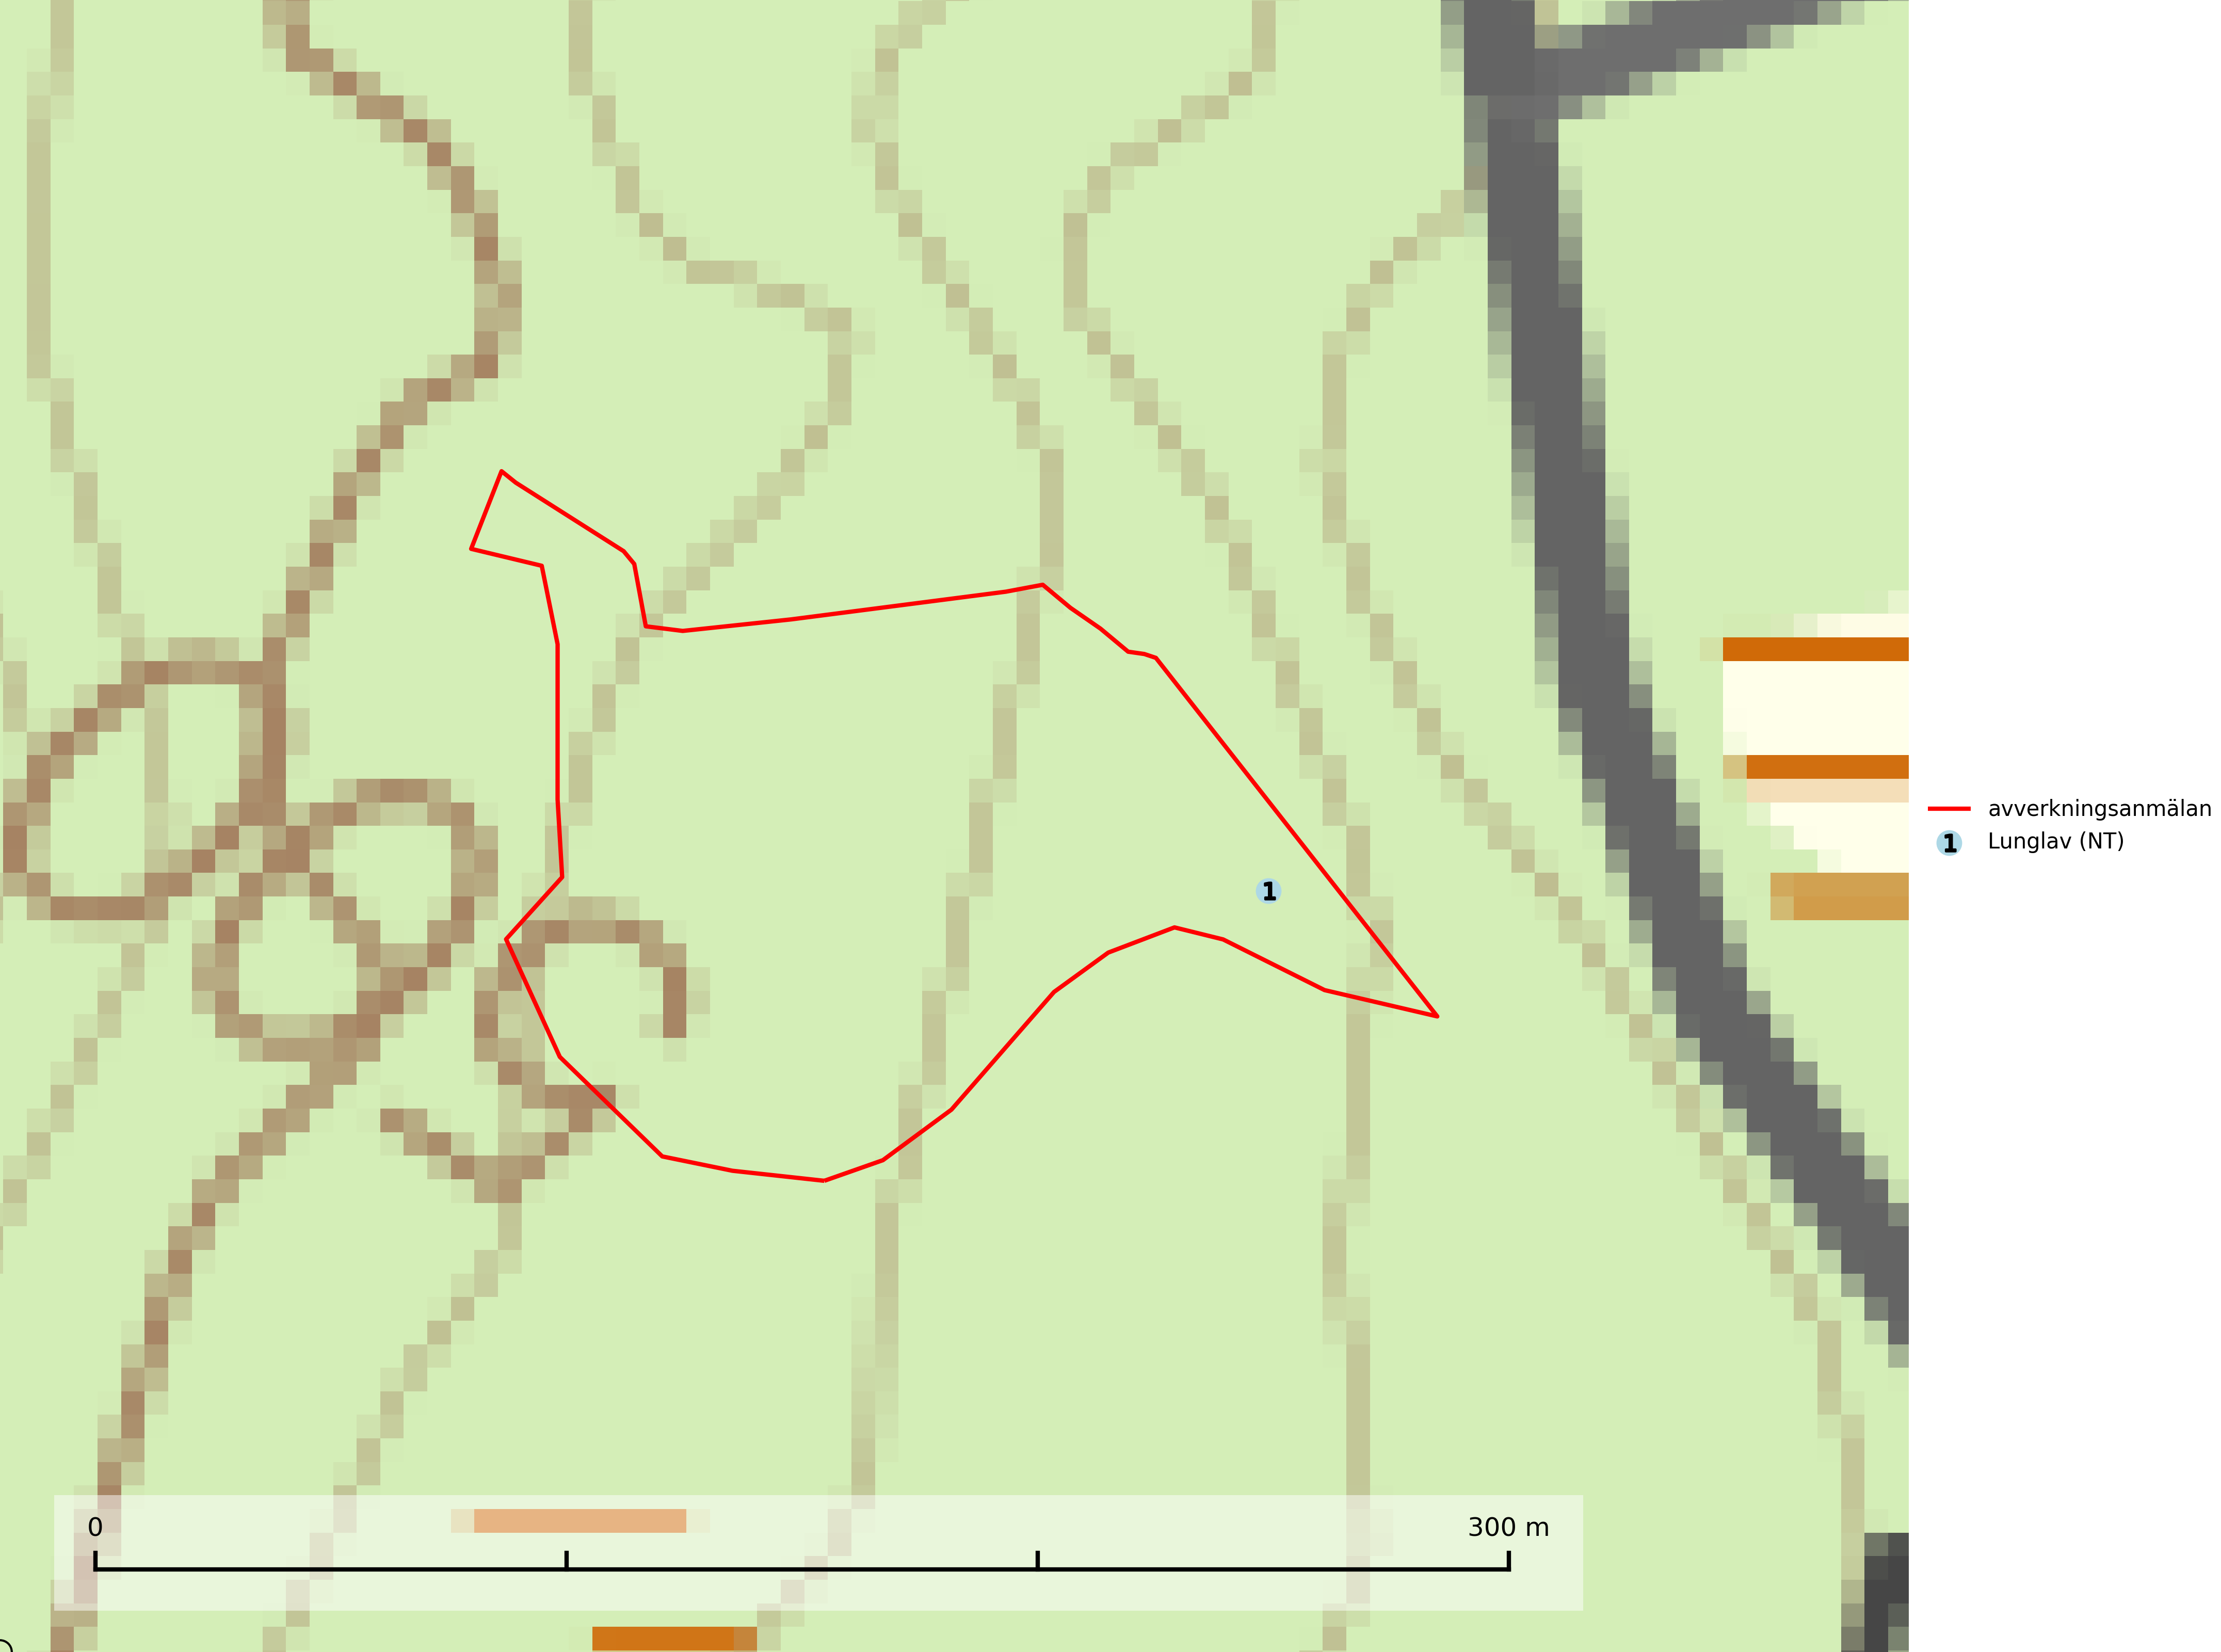 1
avverkningsanmälan
1 Lunglav (NT)
0 300 m